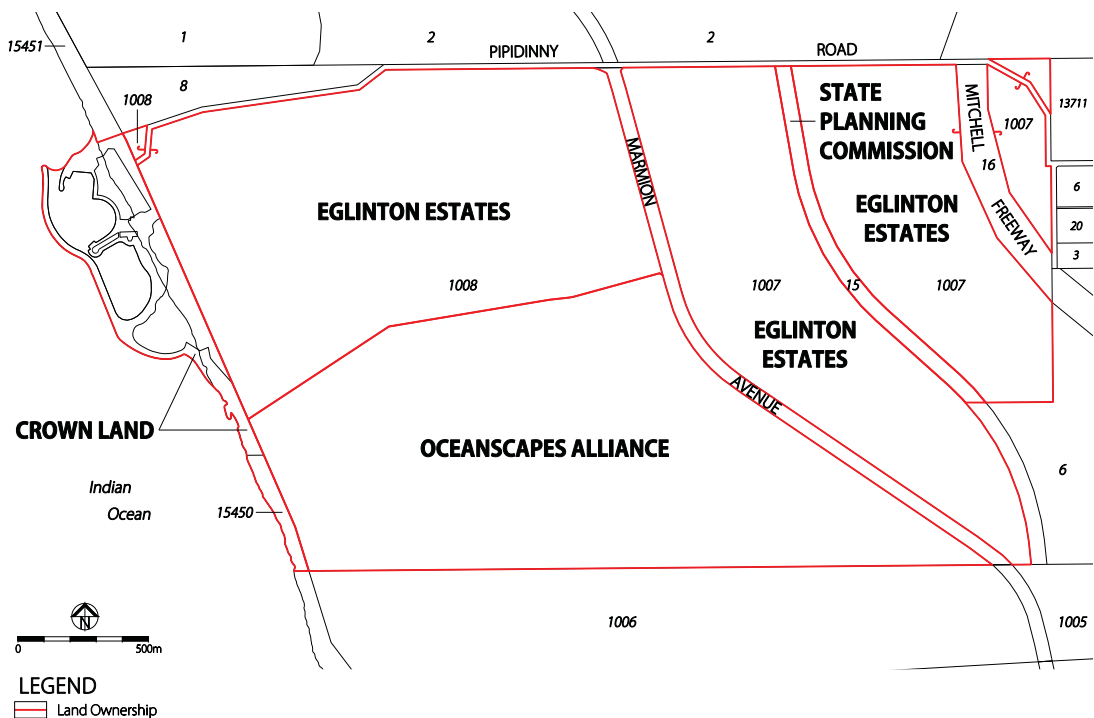 15451
1
2
PIPIDINNY
2
ROAD
8
1008
STATE
PLANNING
COMMISSION
MITCHELL
1007
13711
16
MARMION
6
EGLINTON ESTATES
EGLINTON
ESTATES
FREEWAY
20
3
1008
1007
15
1007
EGLINTON
ESTATES
AVENUE
CROWN LAND
OCEANSCAPES ALLIANCE
6
Indian
Ocean
15450
N
0
500m
1006
1005
LEGEND
Land Ownership